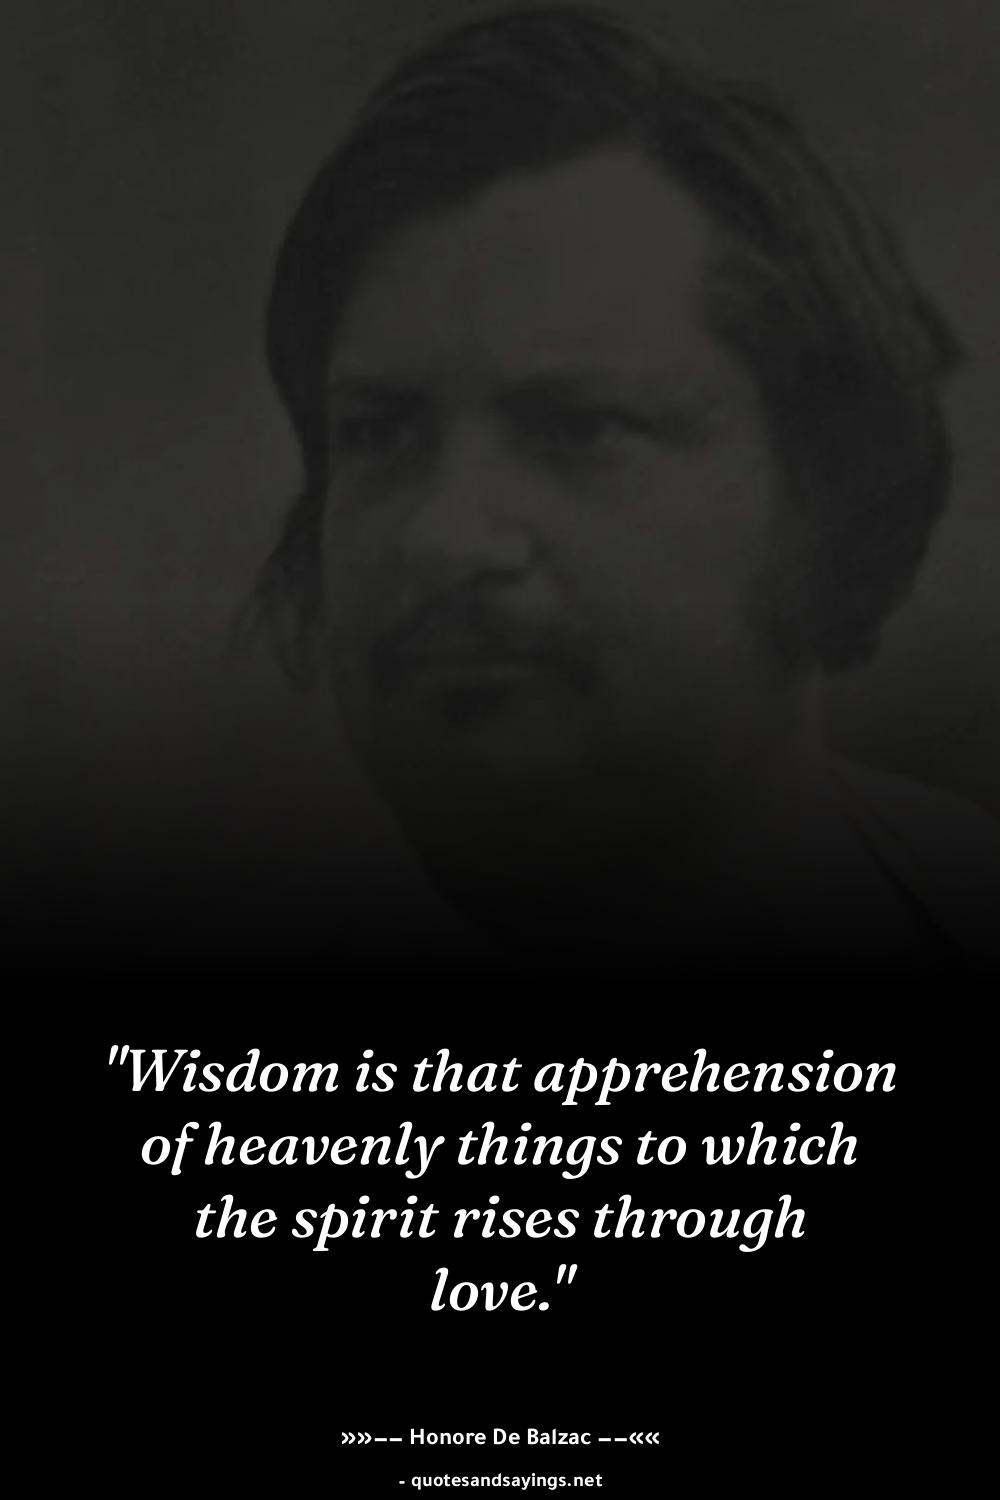 "Wisdom is that apprehension
of heavenly things to which
the spirit rises through
love."
»»–– Honore De Balzac ––««
- quotesandsayings.net